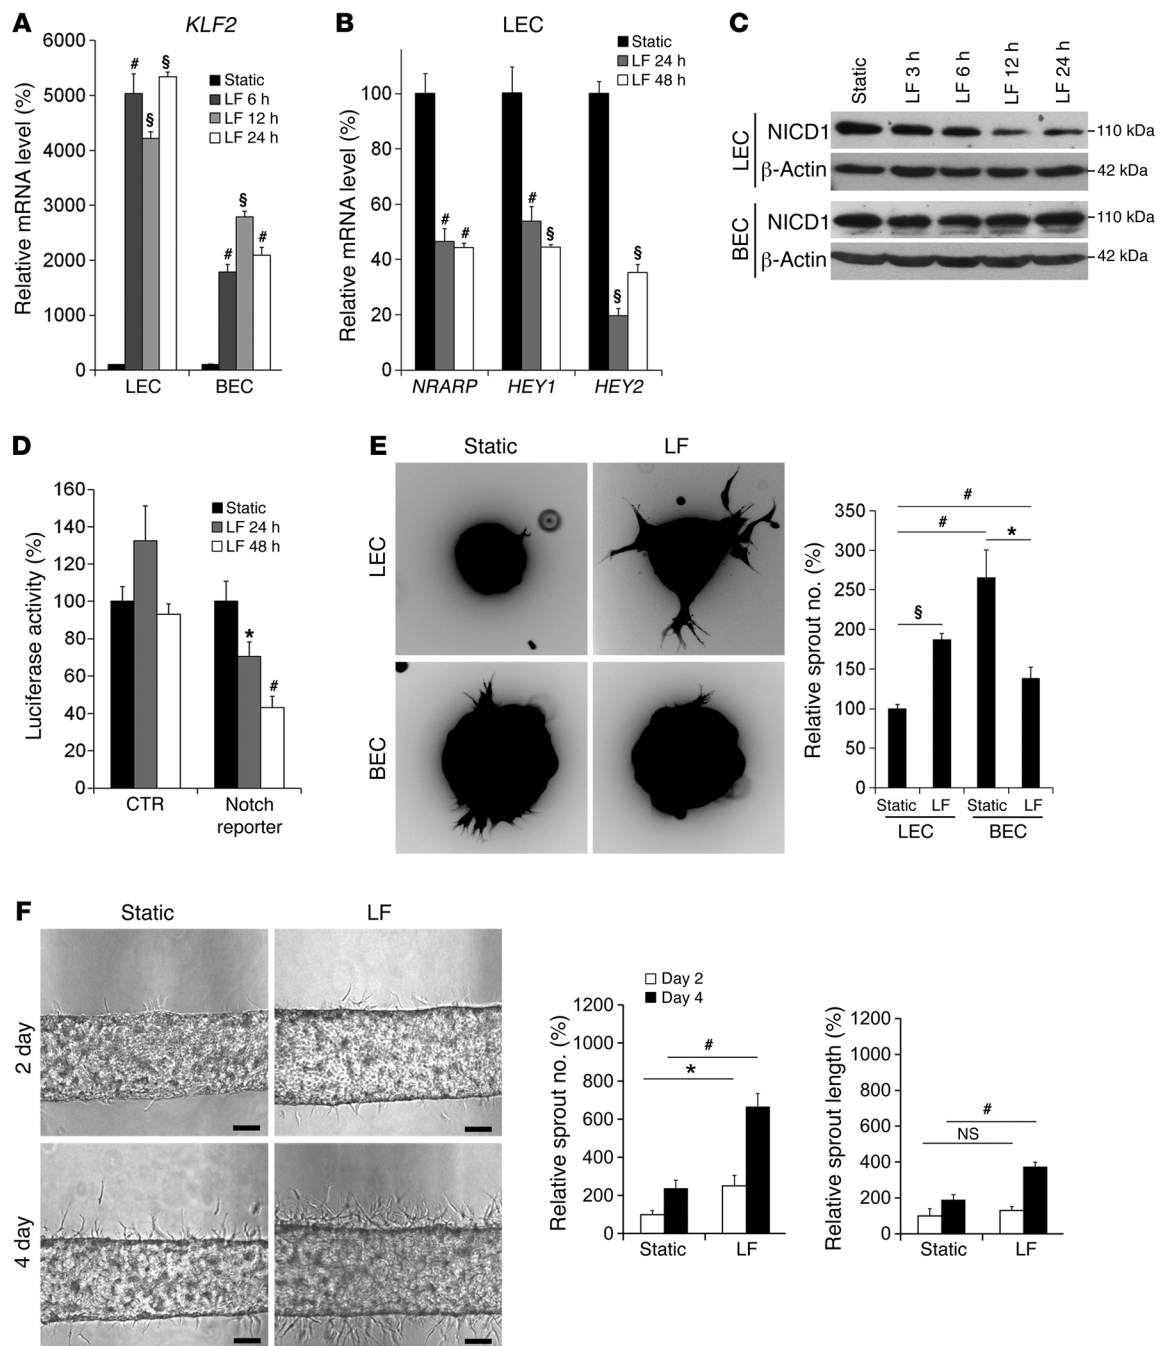 A
KLF2
Relative mRNA level (%)
6000
5000
4000
3000
2000
1000
0
Static
LF 6 h
LF 12 h
LF 24 h
# § § # § #
LEC BEC
B
LEC
Relative mRNA level (%)
100
80
60
40
20
0
Static
LF 24 h
LF 48 h
# # # § § §
NRARP HEY1 HEY2
C
Static LF 3 h LF 6 h LF 12 h LF 24 h
LEC
NICD1 110 kDa
β-Actin 42 kDa
BEC
NICD1 110 kDa
β-Actin 42 kDa
D
Luciferase activity (%)
160
140
120
100
80
60
40
20
0
Static
LF 24 h
LF 48 h
* #
CTR Notch
reporter
E
Static LF
LEC
BEC
Relative sprout no. (%)
350
300
250
200
150
100
50
0
#
# *
§
Static LF Static LF
LEC BEC
F
Static LF
2 day
4 day
Relative sprout no. (%)
1200
1000
800
600
400
200
0
Day 2
Day 4
#
*
Static LF
Relative sprout length (%)
1200
1000
800
600
400
200
0
#
NS
Static LF